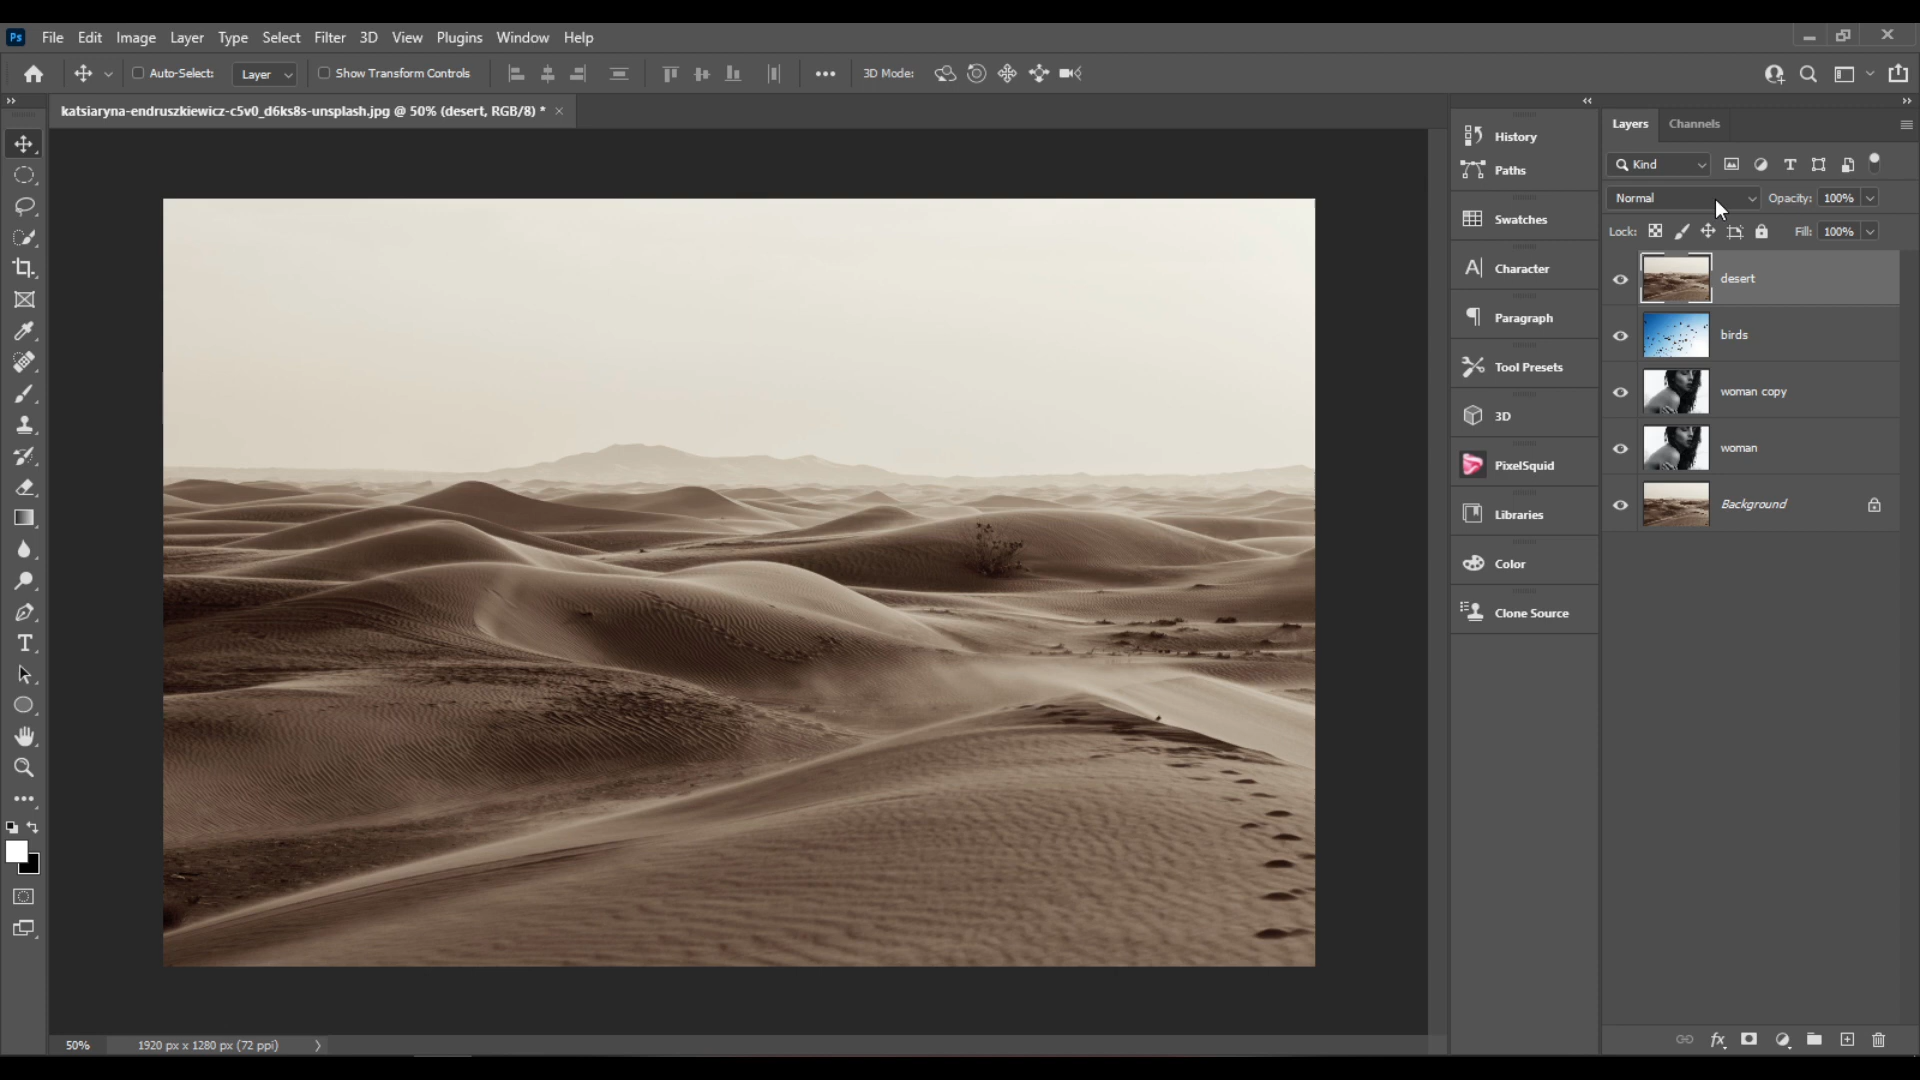 Ps File Edit Image Layer Type Select Filter 3D View Plugins Window Help
Auto-Select: Layer Show Transform Controls 3D Mode:
katsiaryna-endruszkiewicz-c5v0_d6ks8s-unsplash.jpg @ 50% (desert, RGB/8) *
History
Paths
Swatches
Character
Paragraph
Tool Presets
3D
PixelSquid
Libraries
Color
Clone Source
Layers Channels
Kind
Normal Opacity: 100%
Lock: Fill: 100%
desert
birds
woman copy
woman
Background
fx
50% 1920 px x 1280 px (72 ppi)